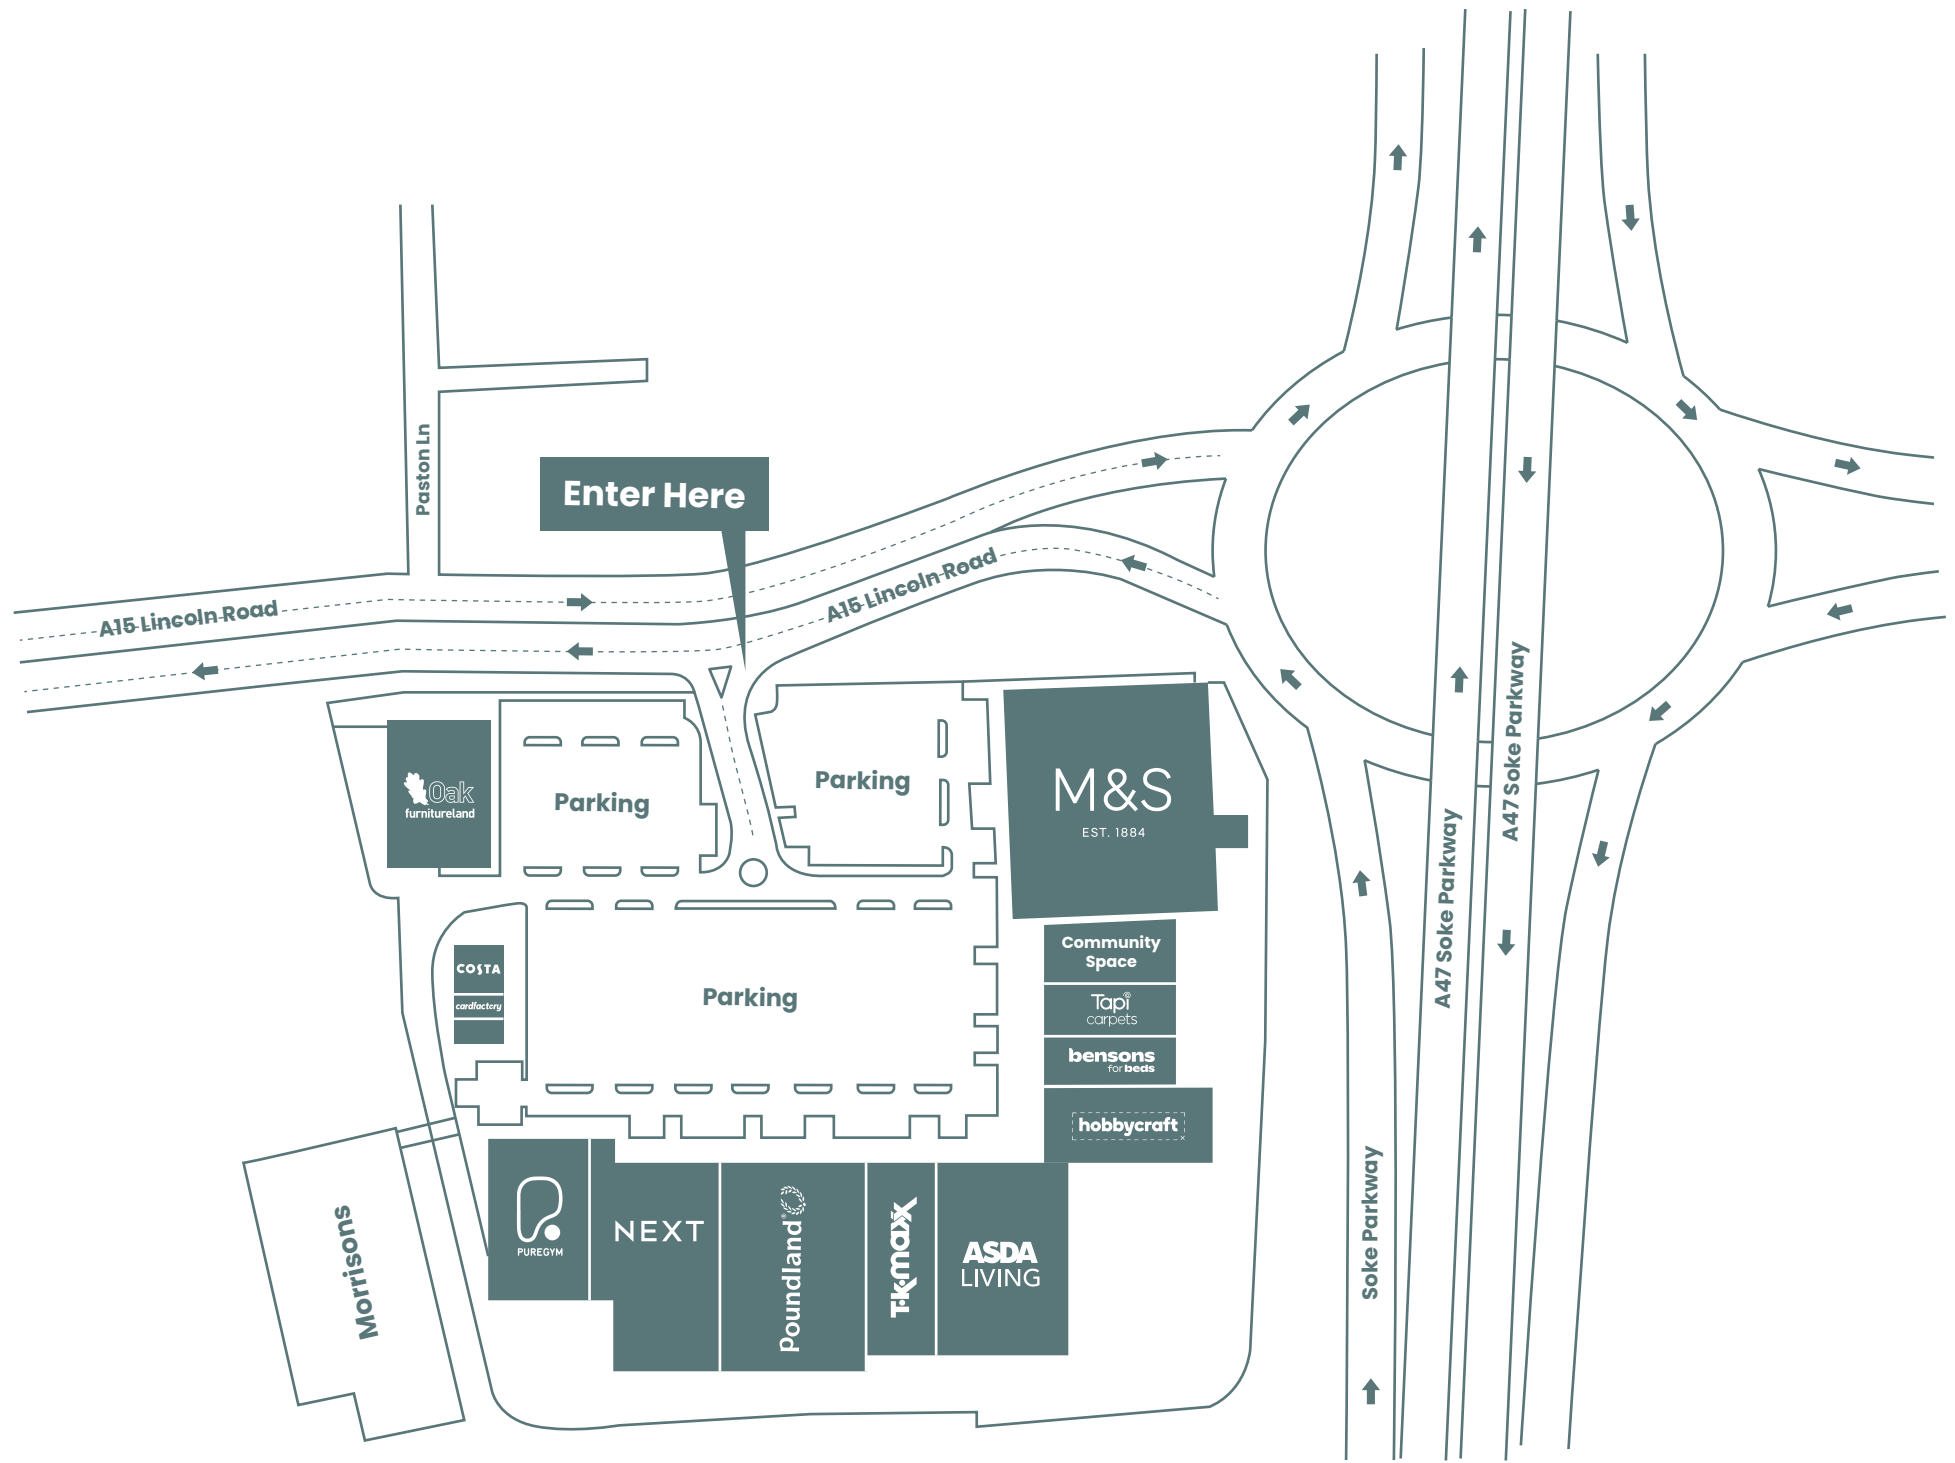 Paston Ln
Enter Here
A15 Lincoln Road
A15 Lincoln Road
Oak
furnitureland
Parking
Parking
M&S
EST. 1884
A47 Soke Parkway
A47 Soke Parkway
COSTA
cardfactory
Parking
Community
Space
Tapi
carpets
bensons
for beds
hobbycraft
Morrisons
PUREGYM
NEXT
Poundland
T·K·maxx
ASDA
LIVING
Soke Parkway